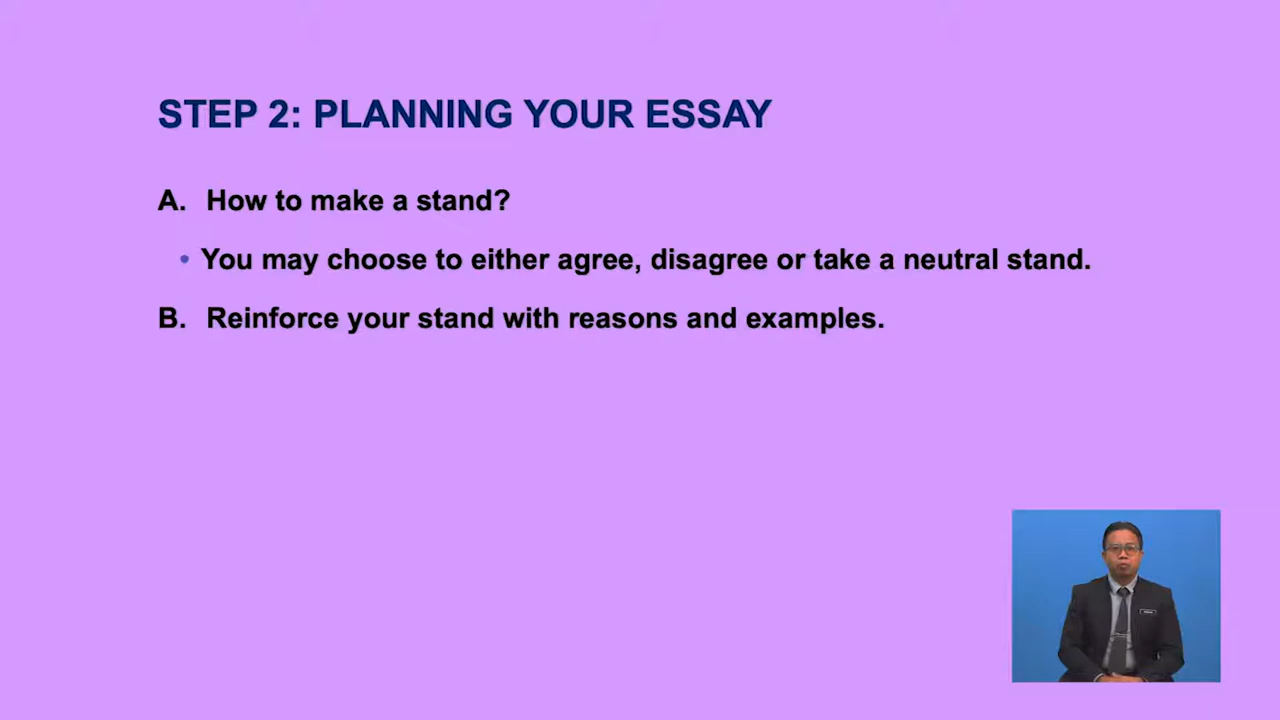 STEP 2: PLANNING YOUR ESSAY
A. How to make a stand?
• You may choose to either agree, disagree or take a neutral stand.
B. Reinforce your stand with reasons and examples.